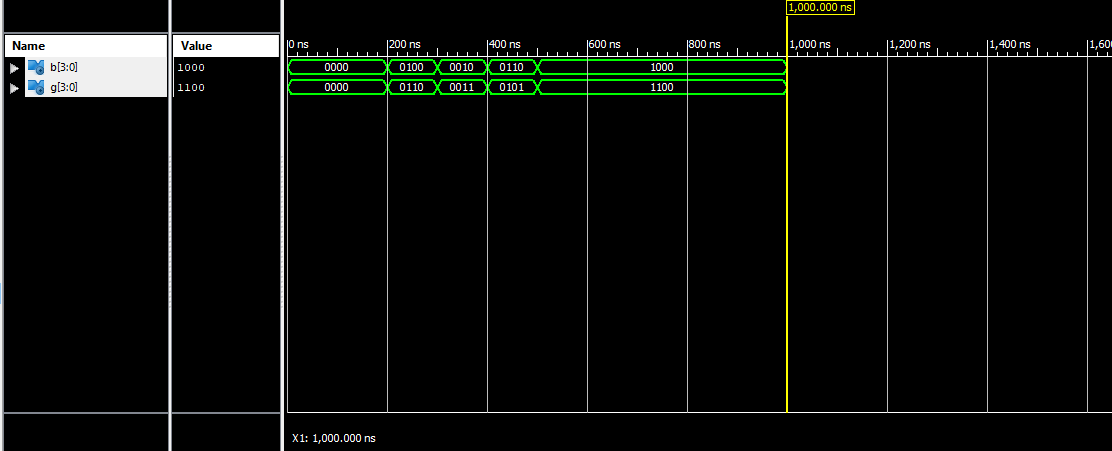 1,000.000 ns
Name Value 0 ns 200 ns 400 ns 600 ns 800 ns 1,000 ns 1,200 ns 1,400 ns 1,60
b[3:0] 1000 0000 0100 0010 0110 1000
g[3:0] 1100 0000 0110 0011 0101 1100
X1: 1,000.000 ns